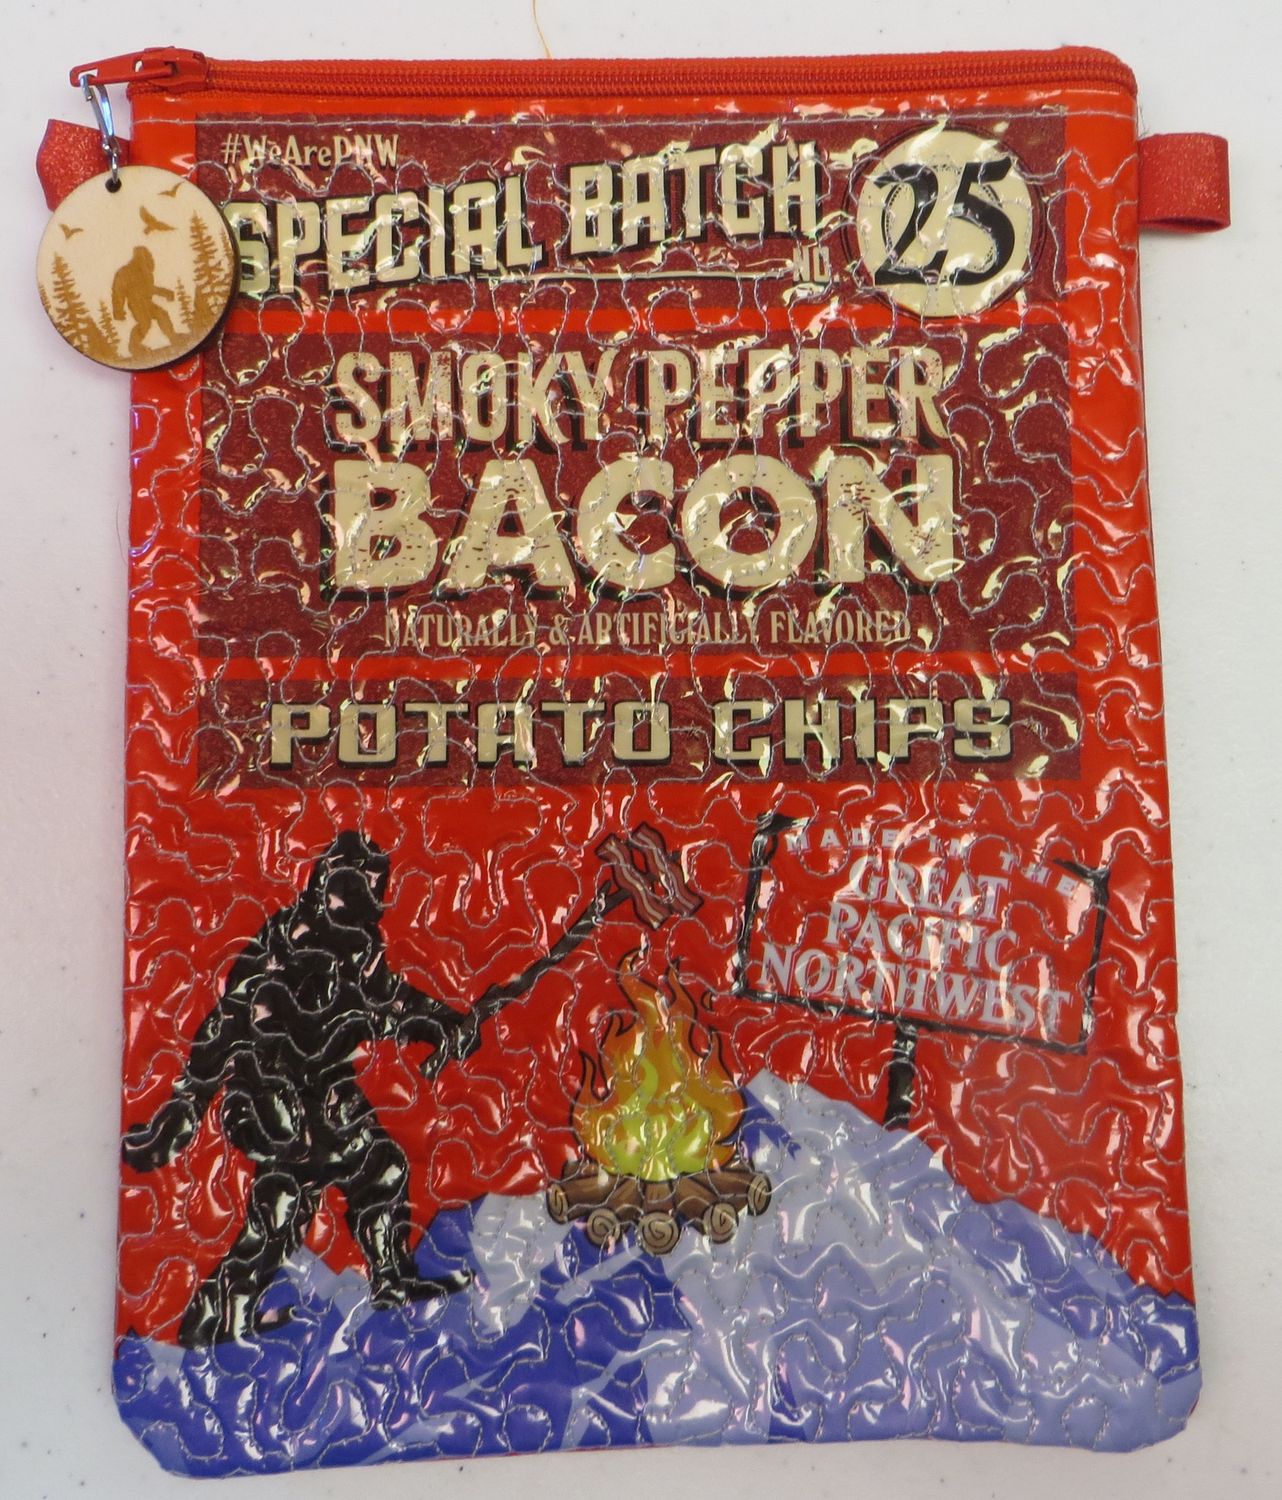 #WeArePNW
SPECIAL BATCH NO 25
SMOKY PEPPER
BACON
NATURALLY & ARTIFICIALLY FLAVORED
POTATO CHIPS
MADE IN THE
GREAT
PACIFIC
NORTHWEST